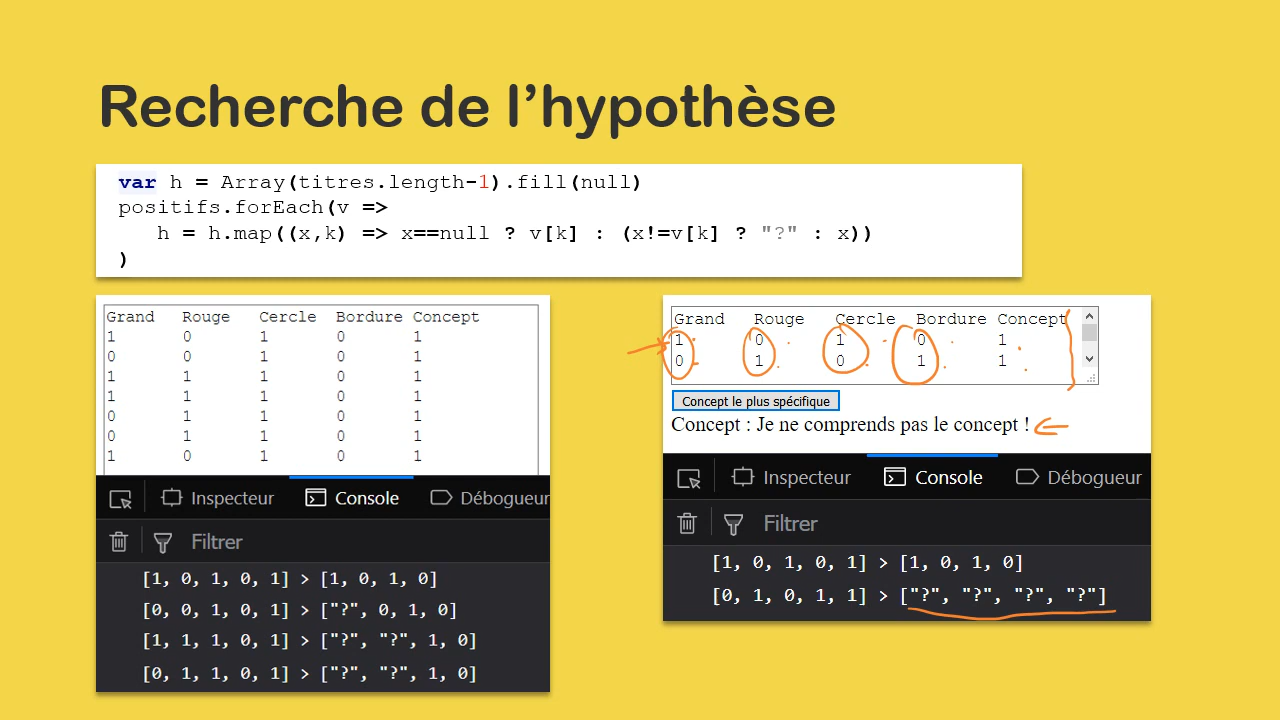 Recherche de l’hypothèse
var h = Array(titres.length-1).fill(null)
positifs.forEach(v =>
h = h.map((x,k) => x==null ? v[k] : (x!=v[k] ? "?" : x))
)
Grand Rouge Cercle Bordure Concept
1 0 1 0 1
0 0 1 0 1
1 1 1 0 1
1 1 1 0 1
0 1 1 0 1
0 1 1 0 1
1 0 1 0 1
Inspecteur Console Débogueur
Filtrer
[1, 0, 1, 0, 1] > [1, 0, 1, 0]
[0, 0, 1, 0, 1] > ["?", 0, 1, 0]
[1, 1, 1, 0, 1] > ["?", "?", 1, 0]
[0, 1, 1, 0, 1] > ["?", "?", 1, 0]
Grand Rouge Cercle Bordure Concept
1 0 1 0 1
0 1 0 1 1
Concept le plus spécifique
Concept : Je ne comprends pas le concept !
Inspecteur Console Débogueur
Filtrer
[1, 0, 1, 0, 1] > [1, 0, 1, 0]
[0, 1, 0, 1, 1] > ["?", "?", "?", "?"]